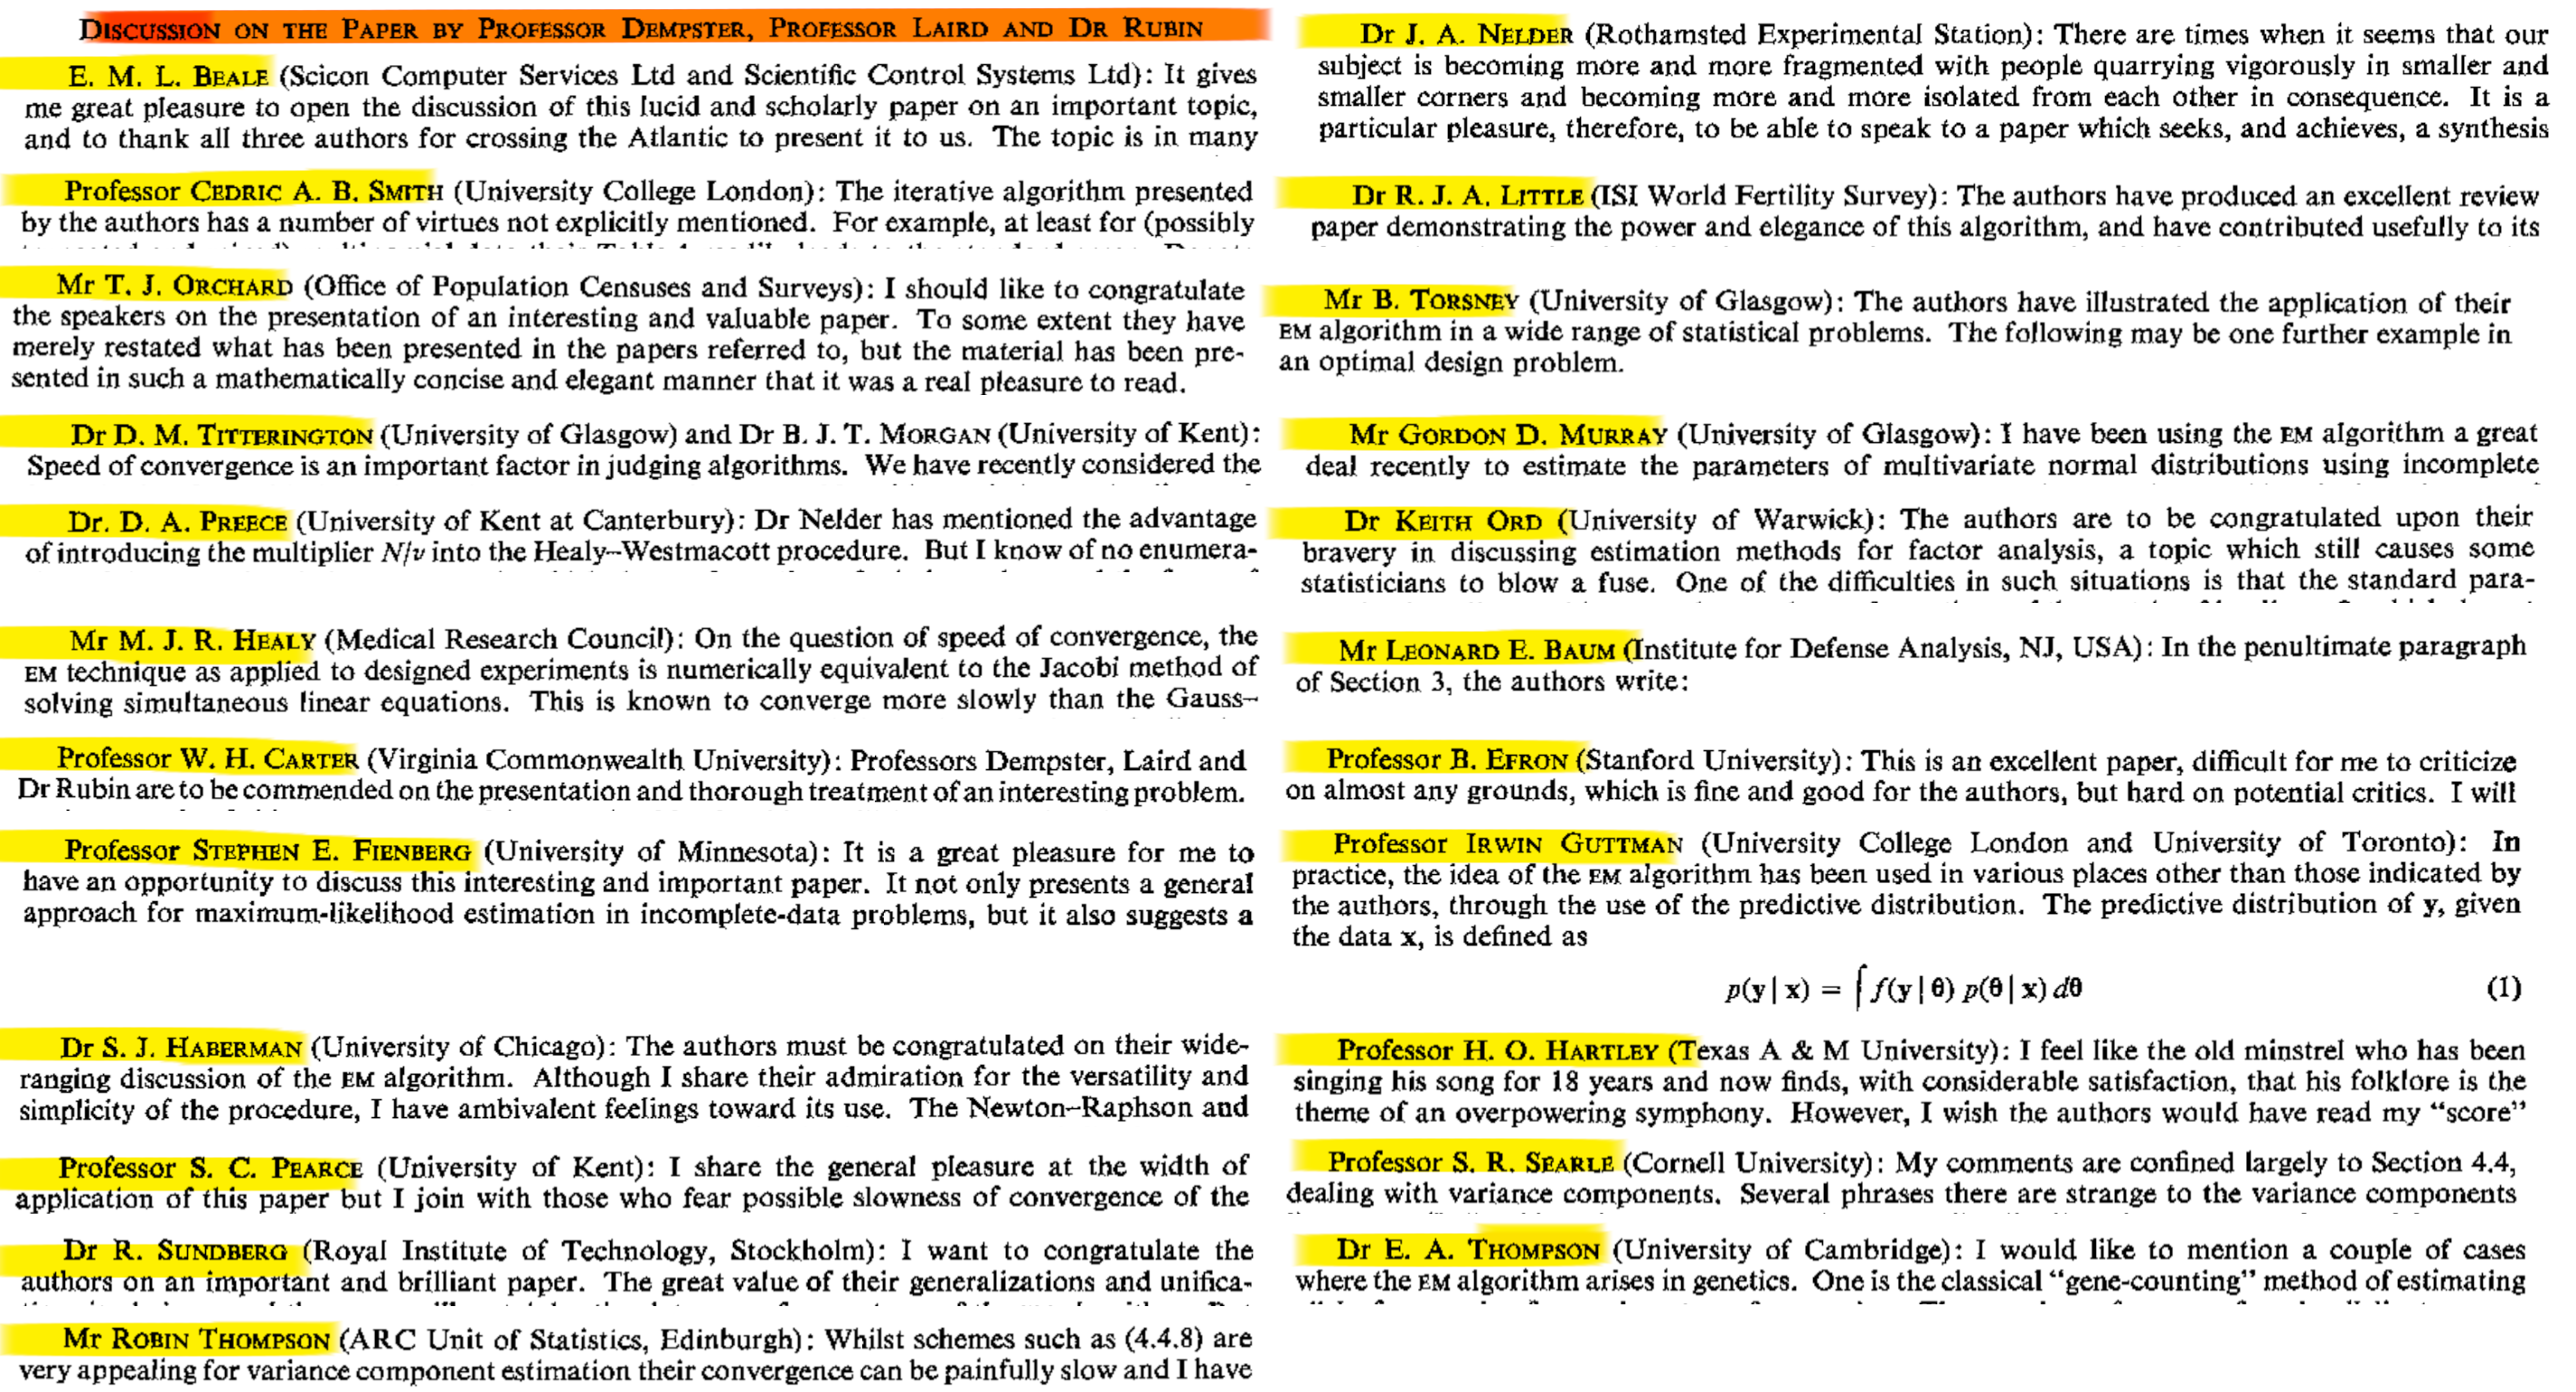 DISCUSSION ON THE PAPER BY PROFESSOR DEMPSTER, PROFESSOR LAIRD AND DR RUBIN
E. M. L. BEALE (Scicon Computer Services Ltd and Scientific Control Systems Ltd): It gives
me great pleasure to open the discussion of this lucid and scholarly paper on an important topic,
and to thank all three authors for crossing the Atlantic to present it to us. The topic is in many
Professor CEDRIC A. B. SMITH (University College London): The iterative algorithm presented
by the authors has a number of virtues not explicitly mentioned. For example, at least for (possibly
Mr T. J. ORCHARD (Office of Population Censuses and Surveys): I should like to congratulate
the speakers on the presentation of an interesting and valuable paper. To some extent they have
merely restated what has been presented in the papers referred to, but the material has been pre-
sented in such a mathematically concise and elegant manner that it was a real pleasure to read.
Dr D. M. TITTERINGTON (University of Glasgow) and Dr B. J. T. MORGAN (University of Kent):
Speed of convergence is an important factor in judging algorithms. We have recently considered the
Dr. D. A. PREECE (University of Kent at Canterbury): Dr Nelder has mentioned the advantage
of introducing the multiplier N/ν into the Healy–Westmacott procedure. But I know of no enumera-
Mr M. J. R. HEALY (Medical Research Council): On the question of speed of convergence, the
EM technique as applied to designed experiments is numerically equivalent to the Jacobi method of
solving simultaneous linear equations. This is known to converge more slowly than the Gauss–
Professor W. H. CARTER (Virginia Commonwealth University): Professors Dempster, Laird and
Dr Rubin are to be commended on the presentation and thorough treatment of an interesting problem.
Professor STEPHEN E. FIENBERG (University of Minnesota): It is a great pleasure for me to
have an opportunity to discuss this interesting and important paper. It not only presents a general
approach for maximum-likelihood estimation in incomplete-data problems, but it also suggests a
Dr S. J. HABERMAN (University of Chicago): The authors must be congratulated on their wide-
ranging discussion of the EM algorithm. Although I share their admiration for the versatility and
simplicity of the procedure, I have ambivalent feelings toward its use. The Newton–Raphson and
Professor S. C. PEARCE (University of Kent): I share the general pleasure at the width of
application of this paper but I join with those who fear possible slowness of convergence of the
Dr R. SUNDBERG (Royal Institute of Technology, Stockholm): I want to congratulate the
authors on an important and brilliant paper. The great value of their generalizations and unifica-
Mr ROBIN THOMPSON (ARC Unit of Statistics, Edinburgh): Whilst schemes such as (4.4.8) are
very appealing for variance component estimation their convergence can be painfully slow and I have
Dr J. A. NELDER (Rothamsted Experimental Station): There are times when it seems that our
subject is becoming more and more fragmented with people quarrying vigorously in smaller and
smaller corners and becoming more and more isolated from each other in consequence. It is a
particular pleasure, therefore, to be able to speak to a paper which seeks, and achieves, a synthesis
Dr R. J. A. LITTLE (ISI World Fertility Survey): The authors have produced an excellent review
paper demonstrating the power and elegance of this algorithm, and have contributed usefully to its
Mr B. TORSNEY (University of Glasgow): The authors have illustrated the application of their
EM algorithm in a wide range of statistical problems. The following may be one further example in
an optimal design problem.
Mr GORDON D. MURRAY (University of Glasgow): I have been using the EM algorithm a great
deal recently to estimate the parameters of multivariate normal distributions using incomplete
Dr KEITH ORD (University of Warwick): The authors are to be congratulated upon their
bravery in discussing estimation methods for factor analysis, a topic which still causes some
statisticians to blow a fuse. One of the difficulties in such situations is that the standard para-
Mr LEONARD E. BAUM (Institute for Defense Analysis, NJ, USA): In the penultimate paragraph
of Section 3, the authors write:
Professor B. EFRON (Stanford University): This is an excellent paper, difficult for me to criticize
on almost any grounds, which is fine and good for the authors, but hard on potential critics. I will
Professor IRWIN GUTTMAN (University College London and University of Toronto): In
practice, the idea of the EM algorithm has been used in various places other than those indicated by
the authors, through the use of the predictive distribution. The predictive distribution of y, given
the data x, is defined as
p(y | x) = ∫ f(y | θ) p(θ | x) dθ (1)
Professor H. O. HARTLEY (Texas A & M University): I feel like the old minstrel who has been
singing his song for 18 years and now finds, with considerable satisfaction, that his folklore is the
theme of an overpowering symphony. However, I wish the authors would have read my "score"
Professor S. R. SEARLE (Cornell University): My comments are confined largely to Section 4.4,
dealing with variance components. Several phrases there are strange to the variance components
Dr E. A. THOMPSON (University of Cambridge): I would like to mention a couple of cases
where the EM algorithm arises in genetics. One is the classical "gene-counting" method of estimating